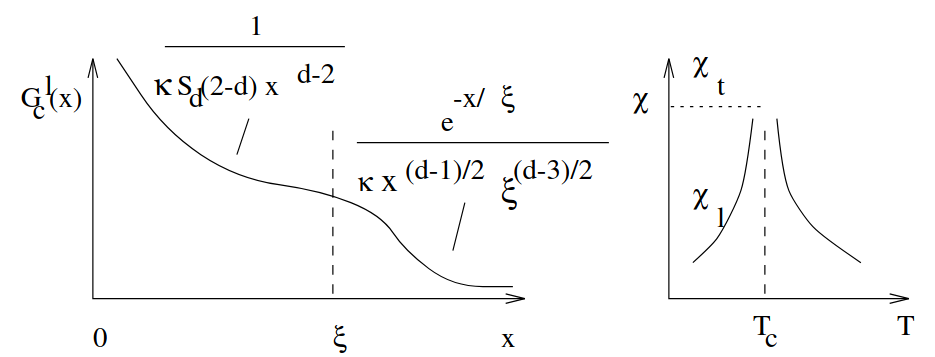 1
κ S_d(2-d) x^{d-2}
G_c^l(x)
e^{-x/ ξ}
κ x^{(d-1)/2} ξ^{(d-3)/2}
0
ξ
x
χ_t
χ
χ_l
T_c
T